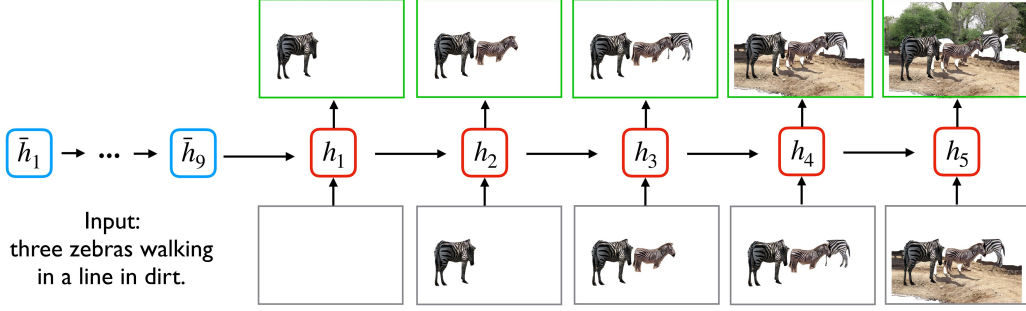 h̄₁ ... h̄₉ h₁ h₂ h₃ h₄ h₅
Input:
three zebras walking
in a line in dirt.